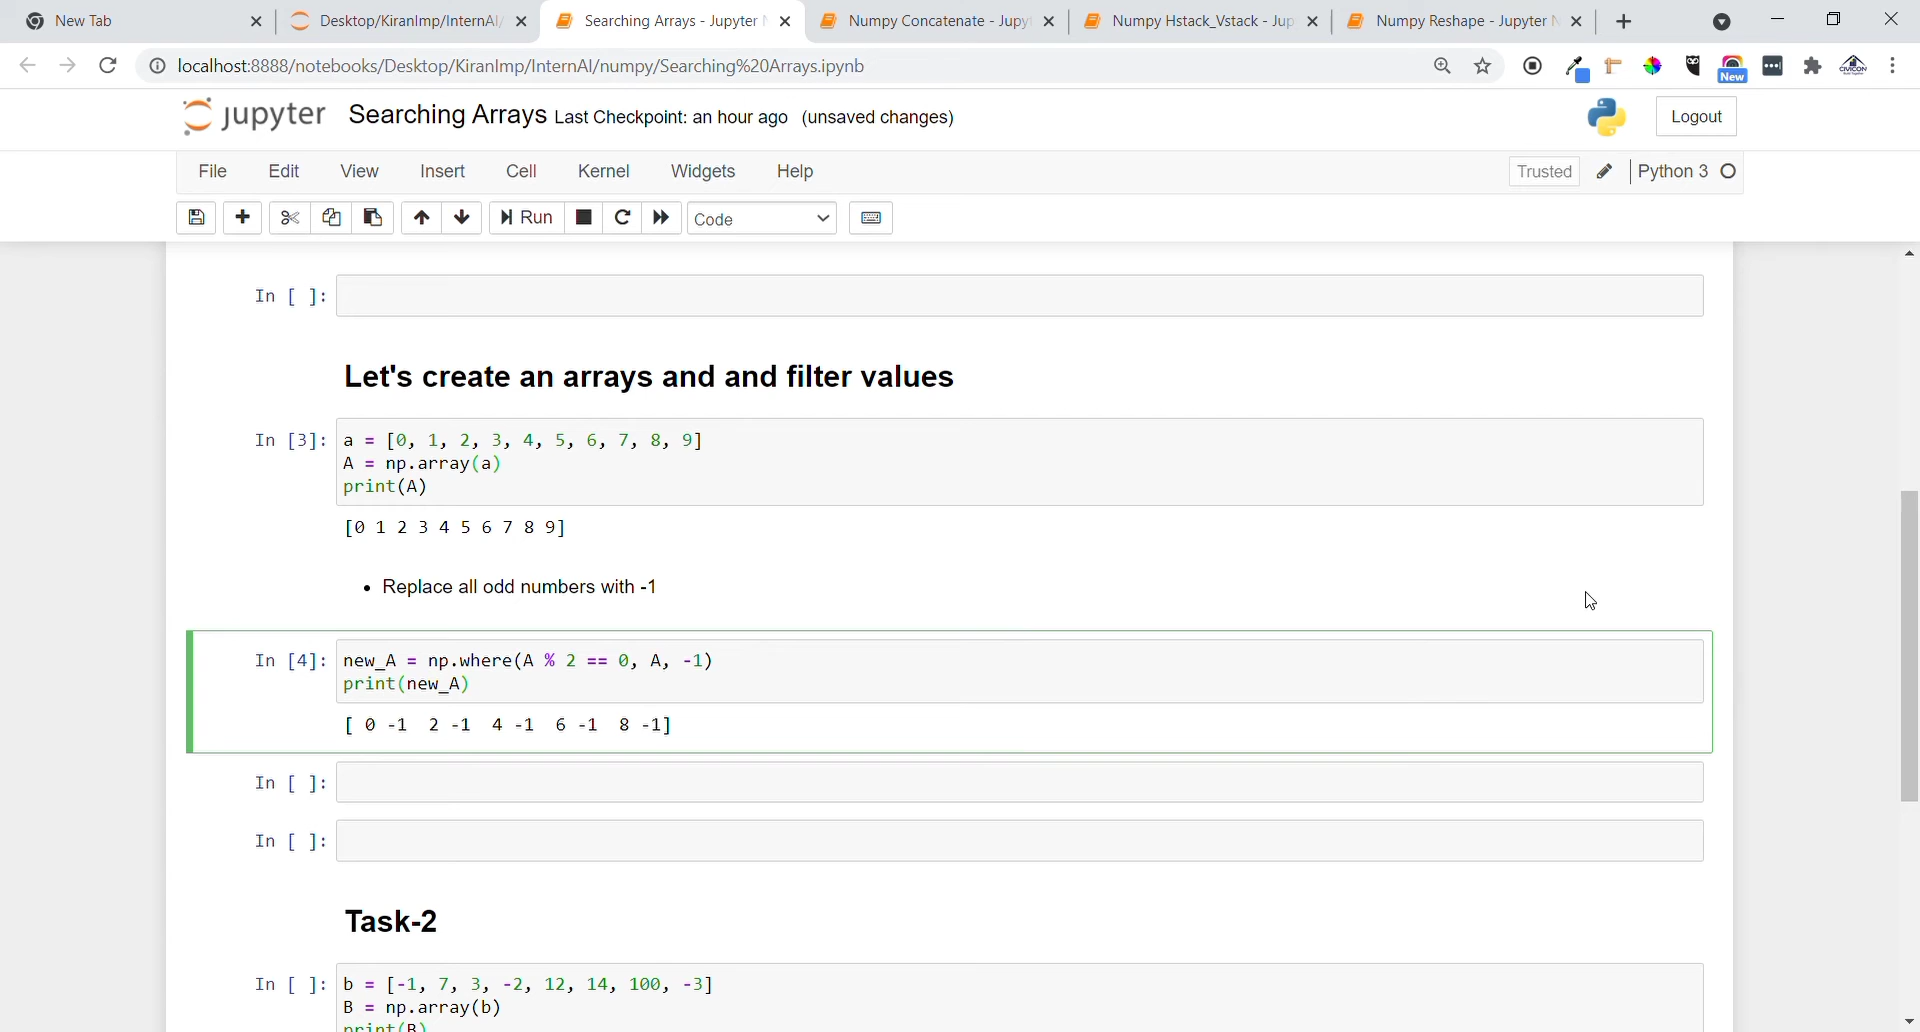 New Tab
Desktop/KiranImp/InternAI/
Searching Arrays - Jupyter N
Numpy Concatenate - Jupy
Numpy Hstack_Vstack - Jup
Numpy Reshape - Jupyter N
localhost:8888/notebooks/Desktop/KiranImp/InternAI/numpy/Searching%20Arrays.ipynb
New
CIVICON
jupyter Searching Arrays Last Checkpoint: an hour ago (unsaved changes)
Logout
File Edit View Insert Cell Kernel Widgets Help
Trusted
Python 3
Run
Code
In [ ]:
Let's create an arrays and and filter values
In [3]: a = [0, 1, 2, 3, 4, 5, 6, 7, 8, 9]
A = np.array(a)
print(A)
[0 1 2 3 4 5 6 7 8 9]
• Replace all odd numbers with -1
In [4]: new_A = np.where(A % 2 == 0, A, -1)
print(new_A)
[ 0 -1  2 -1  4 -1  6 -1  8 -1]
In [ ]:
In [ ]:
Task-2
In [ ]: b = [-1, 7, 3, -2, 12, 14, 100, -3]
B = np.array(b)
print(B)